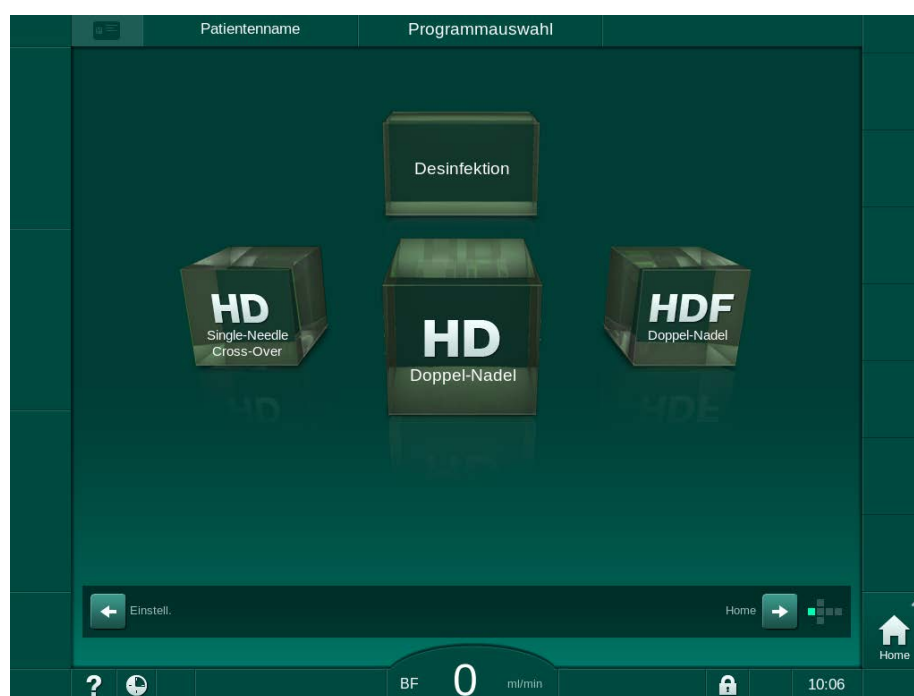 Patientenname
Programmauswahl
Desinfektion
HD
Single-Needle
Cross-Over
HD
Doppel-Nadel
HDF
Doppel-Nadel
Einstell.
Home
Home
?
BF
0
ml/min
10:06